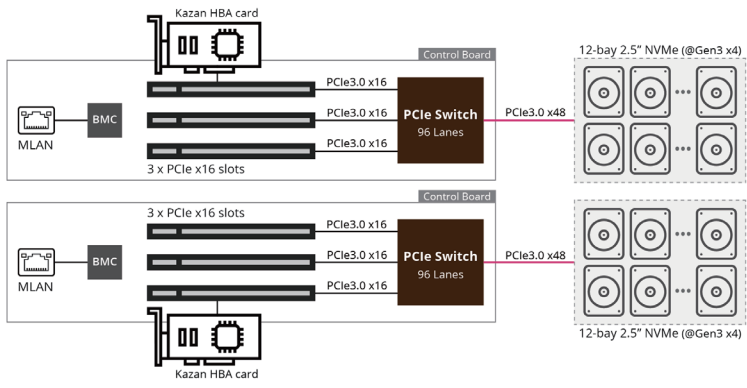 Kazan HBA card
12-bay 2.5” NVMe (@Gen3 x4)
Control Board
PCIe3.0 x16
PCIe3.0 x16
PCIe3.0 x16
PCIe Switch
96 Lanes
PCIe3.0 x48
BMC
MLAN
3 x PCIe x16 slots
Control Board
3 x PCIe x16 slots
PCIe3.0 x16
PCIe3.0 x16
PCIe3.0 x16
PCIe Switch
96 Lanes
PCIe3.0 x48
BMC
MLAN
12-bay 2.5” NVMe (@Gen3 x4)
Kazan HBA card